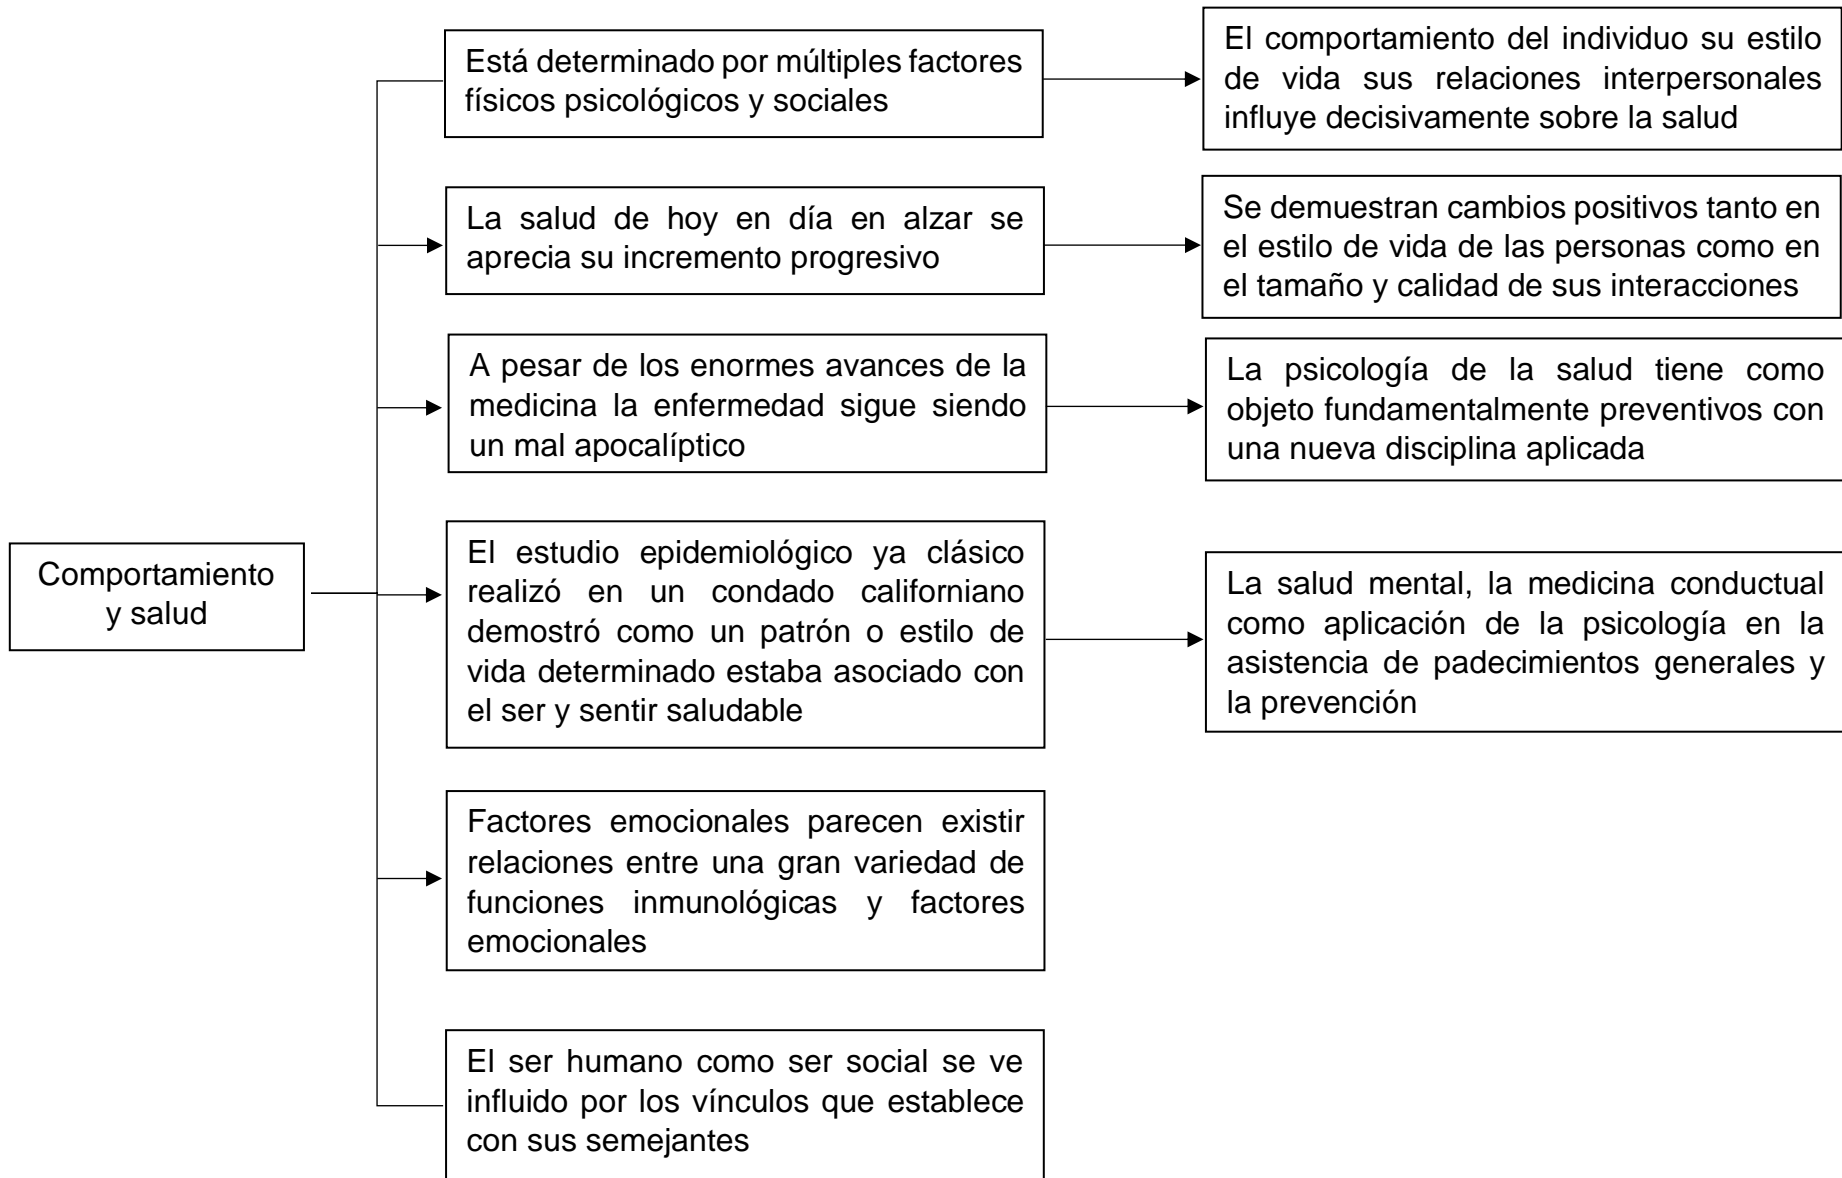 Comportamiento
y salud
Está determinado por múltiples factores
físicos psicológicos y sociales
El comportamiento del individuo su estilo
de vida sus relaciones interpersonales
influye decisivamente sobre la salud
La salud de hoy en día en alzar se
aprecia su incremento progresivo
Se demuestran cambios positivos tanto en
el estilo de vida de las personas como en
el tamaño y calidad de sus interacciones
A pesar de los enormes avances de la
medicina la enfermedad sigue siendo
un mal apocalíptico
La psicología de la salud tiene como
objeto fundamentalmente preventivos con
una nueva disciplina aplicada
El estudio epidemiológico ya clásico
realizó en un condado californiano
demostró como un patrón o estilo de
vida determinado estaba asociado con
el ser y sentir saludable
La salud mental, la medicina conductual
como aplicación de la psicología en la
asistencia de padecimientos generales y
la prevención
Factores emocionales parecen existir
relaciones entre una gran variedad de
funciones inmunológicas y factores
emocionales
El ser humano como ser social se ve
influido por los vínculos que establece
con sus semejantes